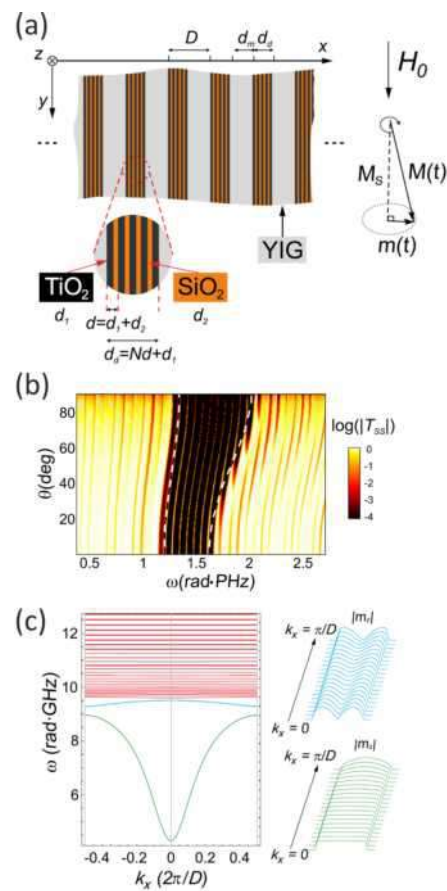 (a)
D
d_m d_d
z
x
y
H_0
M_S
M(t)
m(t)
...
...
YIG
TiO_2
SiO_2
d_1
d_2
d=d_1+d_2
d_d=Nd+d_1
(b)
log(|T_SS|)
θ(deg)
80
60
40
20
0
-1
-2
-3
-4
0.5
1
1.5
2
2.5
ω(rad·PHz)
(c)
ω (rad·GHz)
12
10
8
6
4
-0.4
-0.2
0
0.2
0.4
k_x (2π/D)
k_x = π/D
k_x = 0
k_x = π/D
|m_x|
k_x = 0